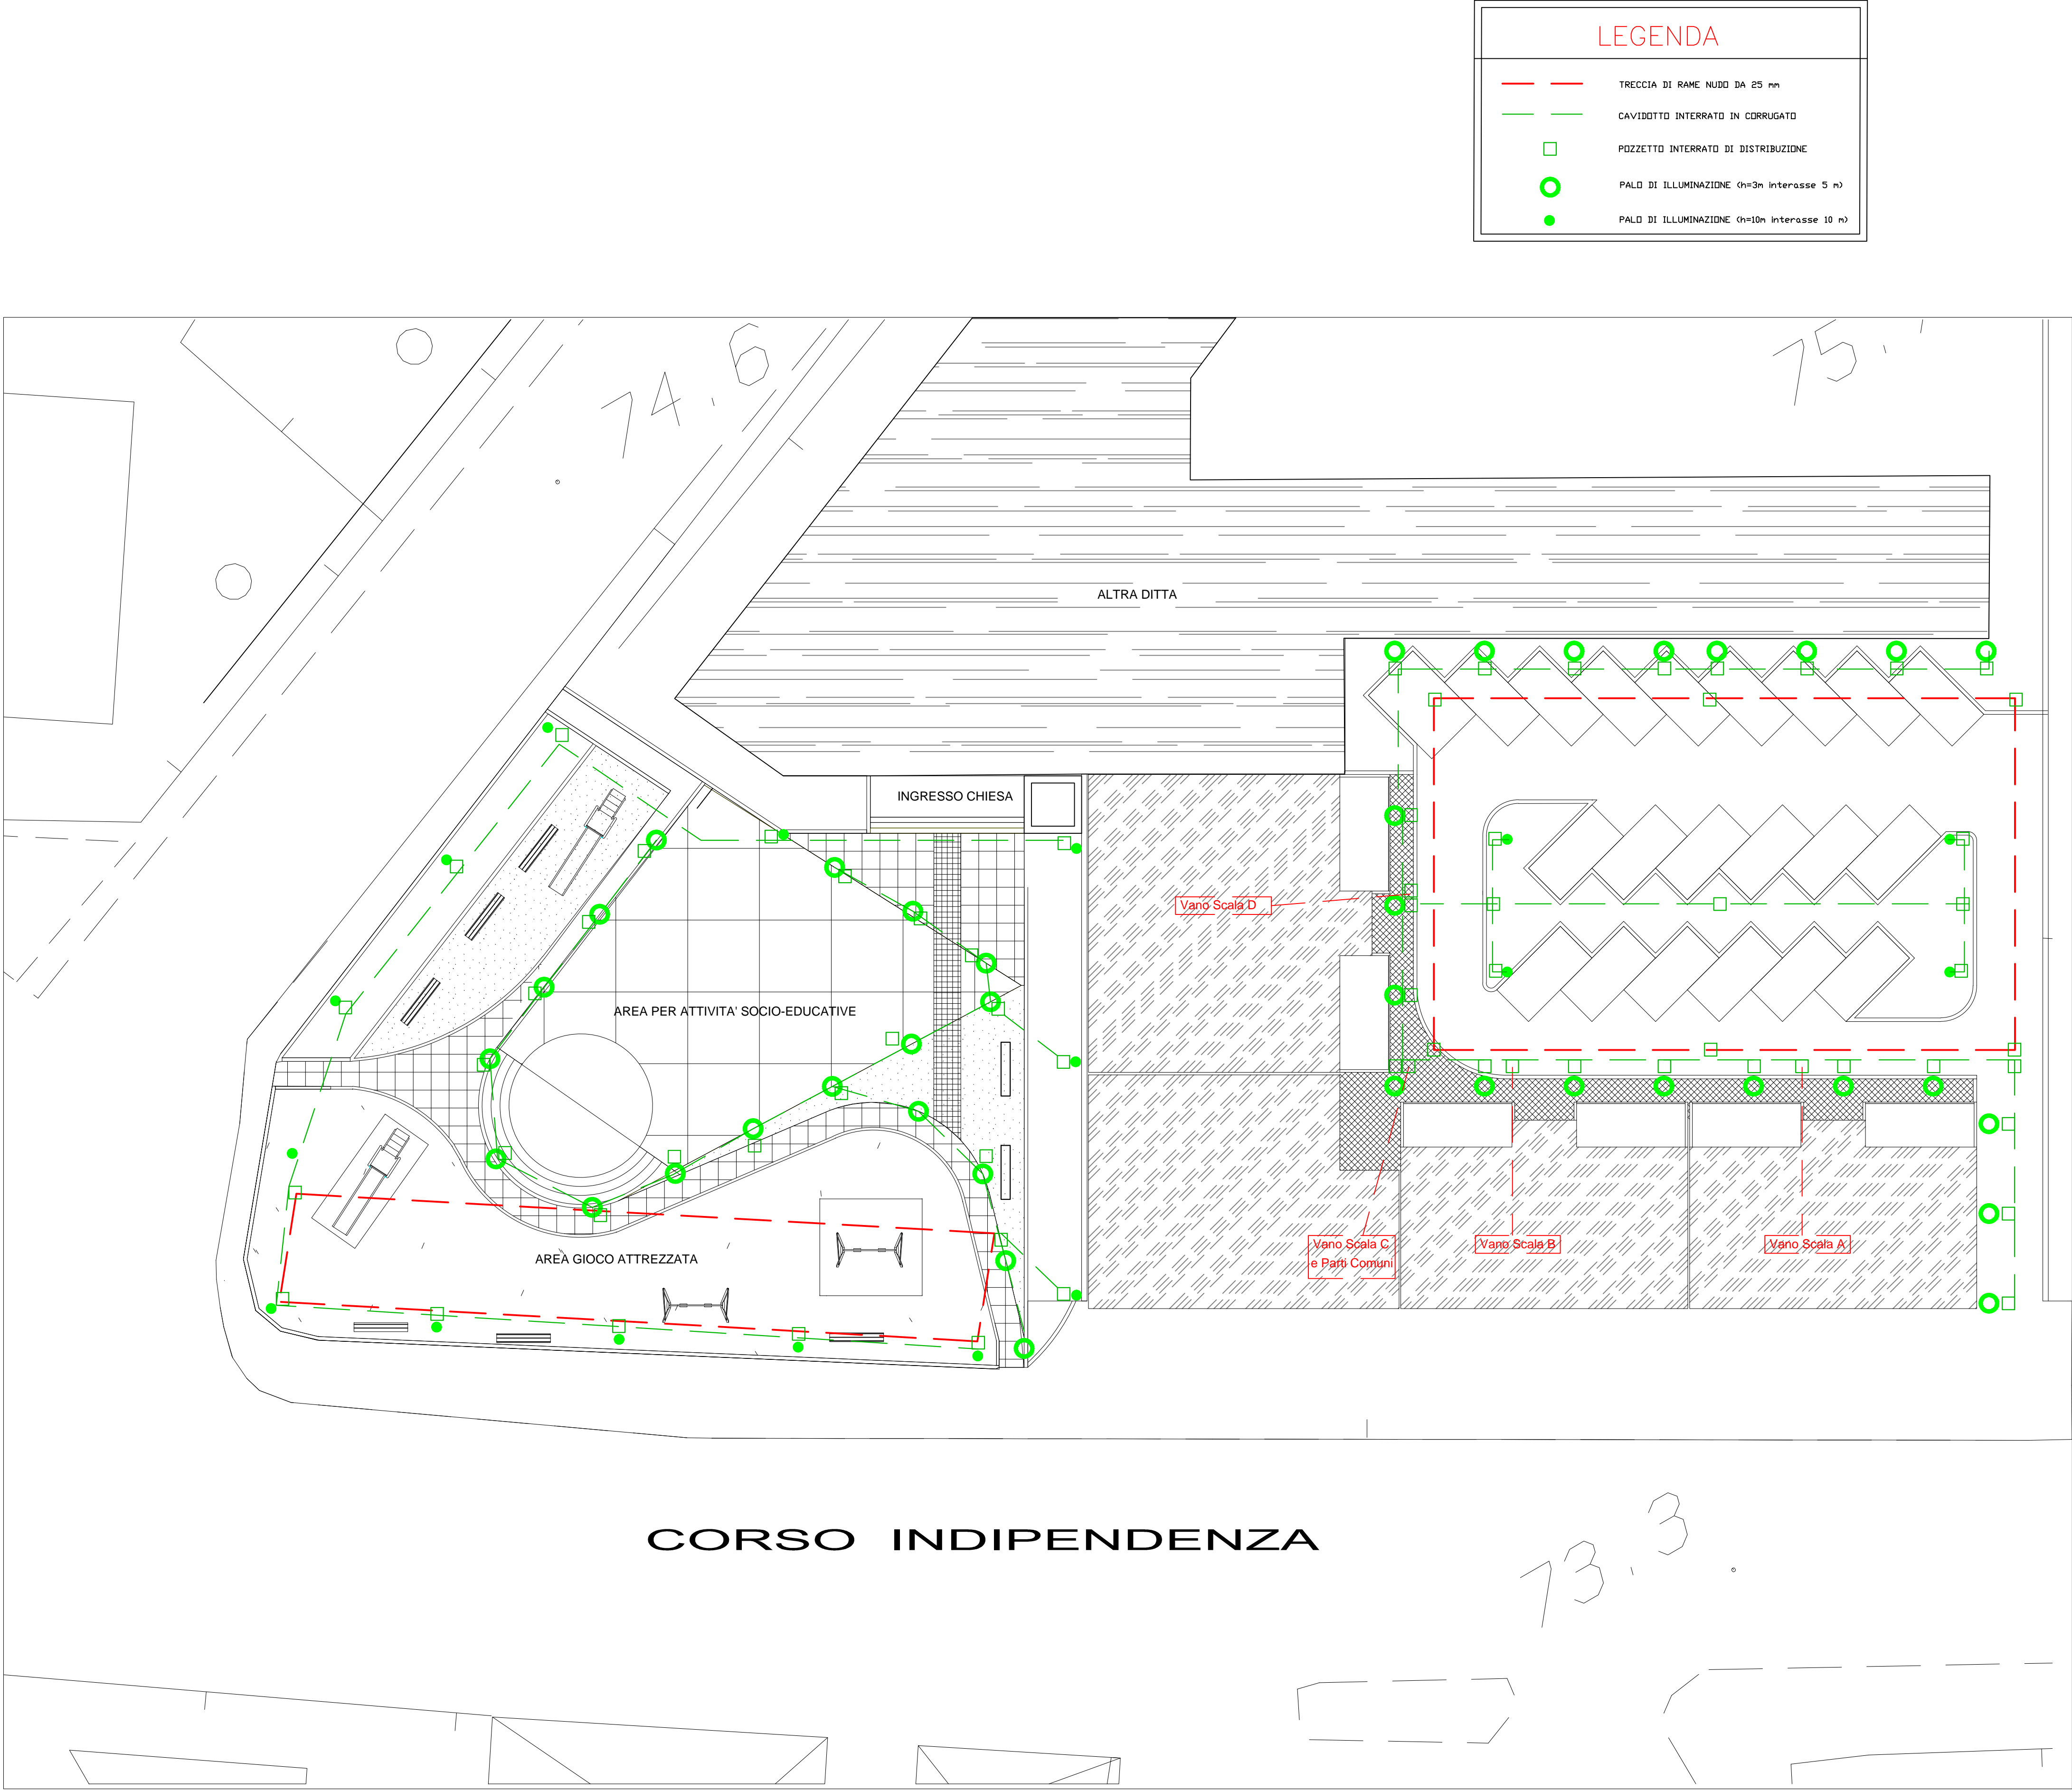 LEGENDA
TRECCIA DI RAME NUDO DA 25 mm
CAVIDOTTO INTERRATO IN CORRUGATO
POZZETTO INTERRATO DI DISTRIBUZIONE
PALO DI ILLUMINAZIONE (h=3m interasse 5 m)
PALO DI ILLUMINAZIONE (h=10m interasse 10 m)
74.6
75.
ALTRA DITTA
INGRESSO CHIESA
Vano Scala D
AREA PER ATTIVITA' SOCIO-EDUCATIVE
Vano Scala C
e Parti Comuni
Vano Scala B
Vano Scala A
AREA GIOCO ATTREZZATA
CORSO INDIPENDENZA
73.3